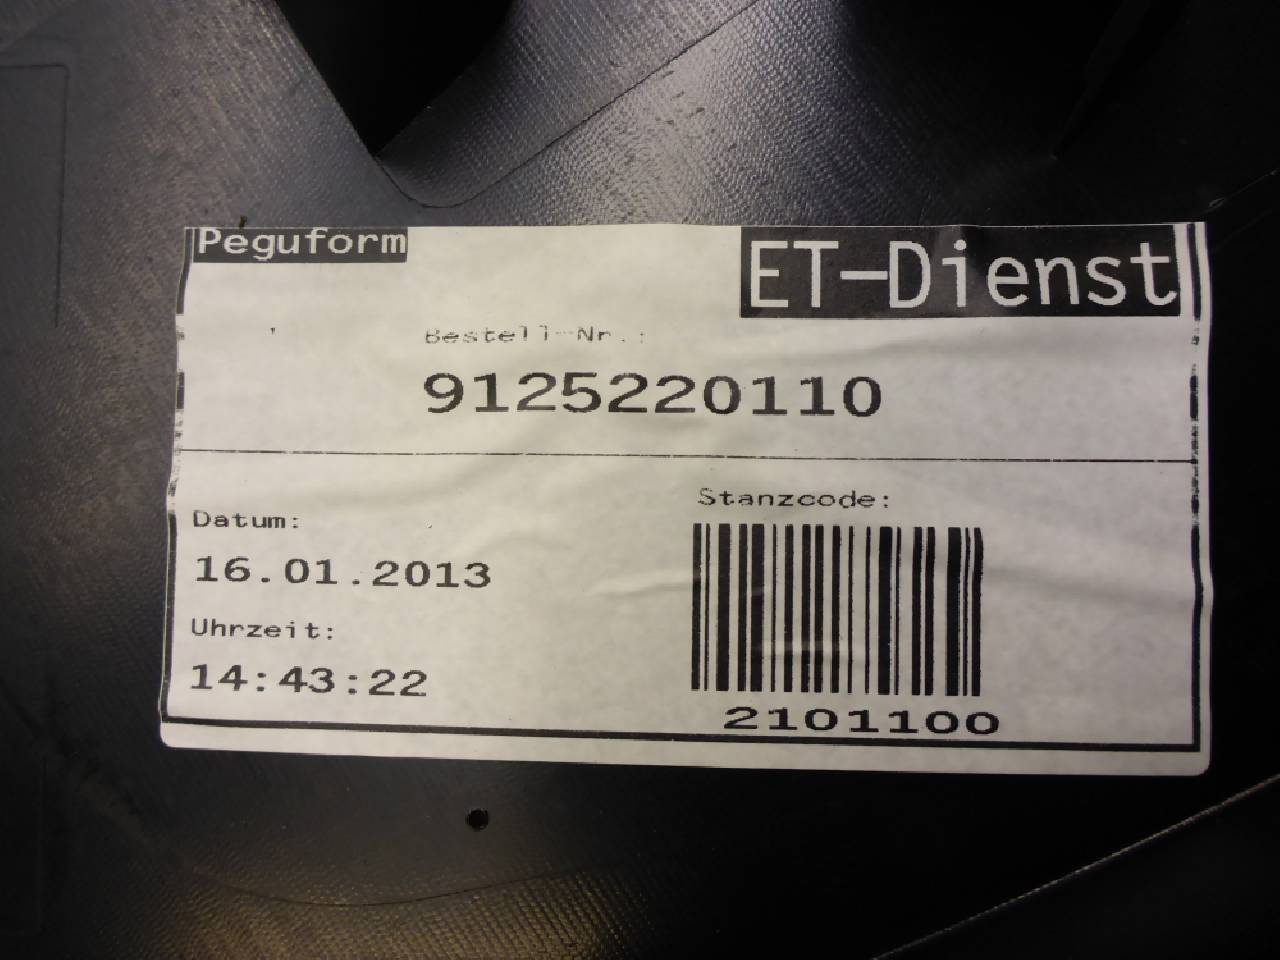 Peguform
ET-Dienst
Bestell-Nr.:
9125220110
Stanzcode:
Datum:
16.01.2013
Uhrzeit:
14:43:22
2101100